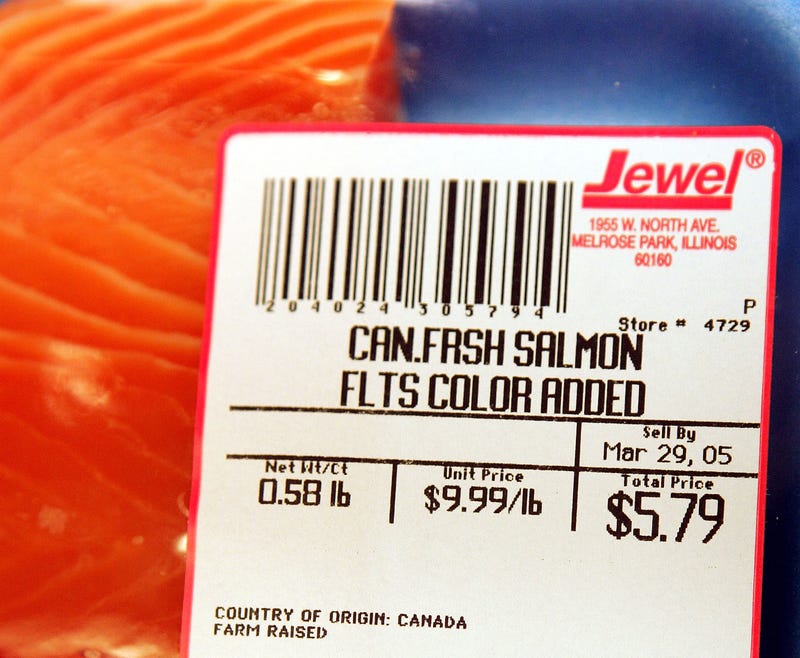 Jewel®
1955 W. NORTH AVE.
MELROSE PARK, ILLINOIS
60160
204024 305794
P
Store # 4729
CAN.FRSH SALMON
FLTS COLOR ADDED
Sell By
Mar 29, 05
Net Wt/Ct
0.58 lb
Unit Price
$9.99/lb
Total Price
$5.79
COUNTRY OF ORIGIN: CANADA
FARM RAISED